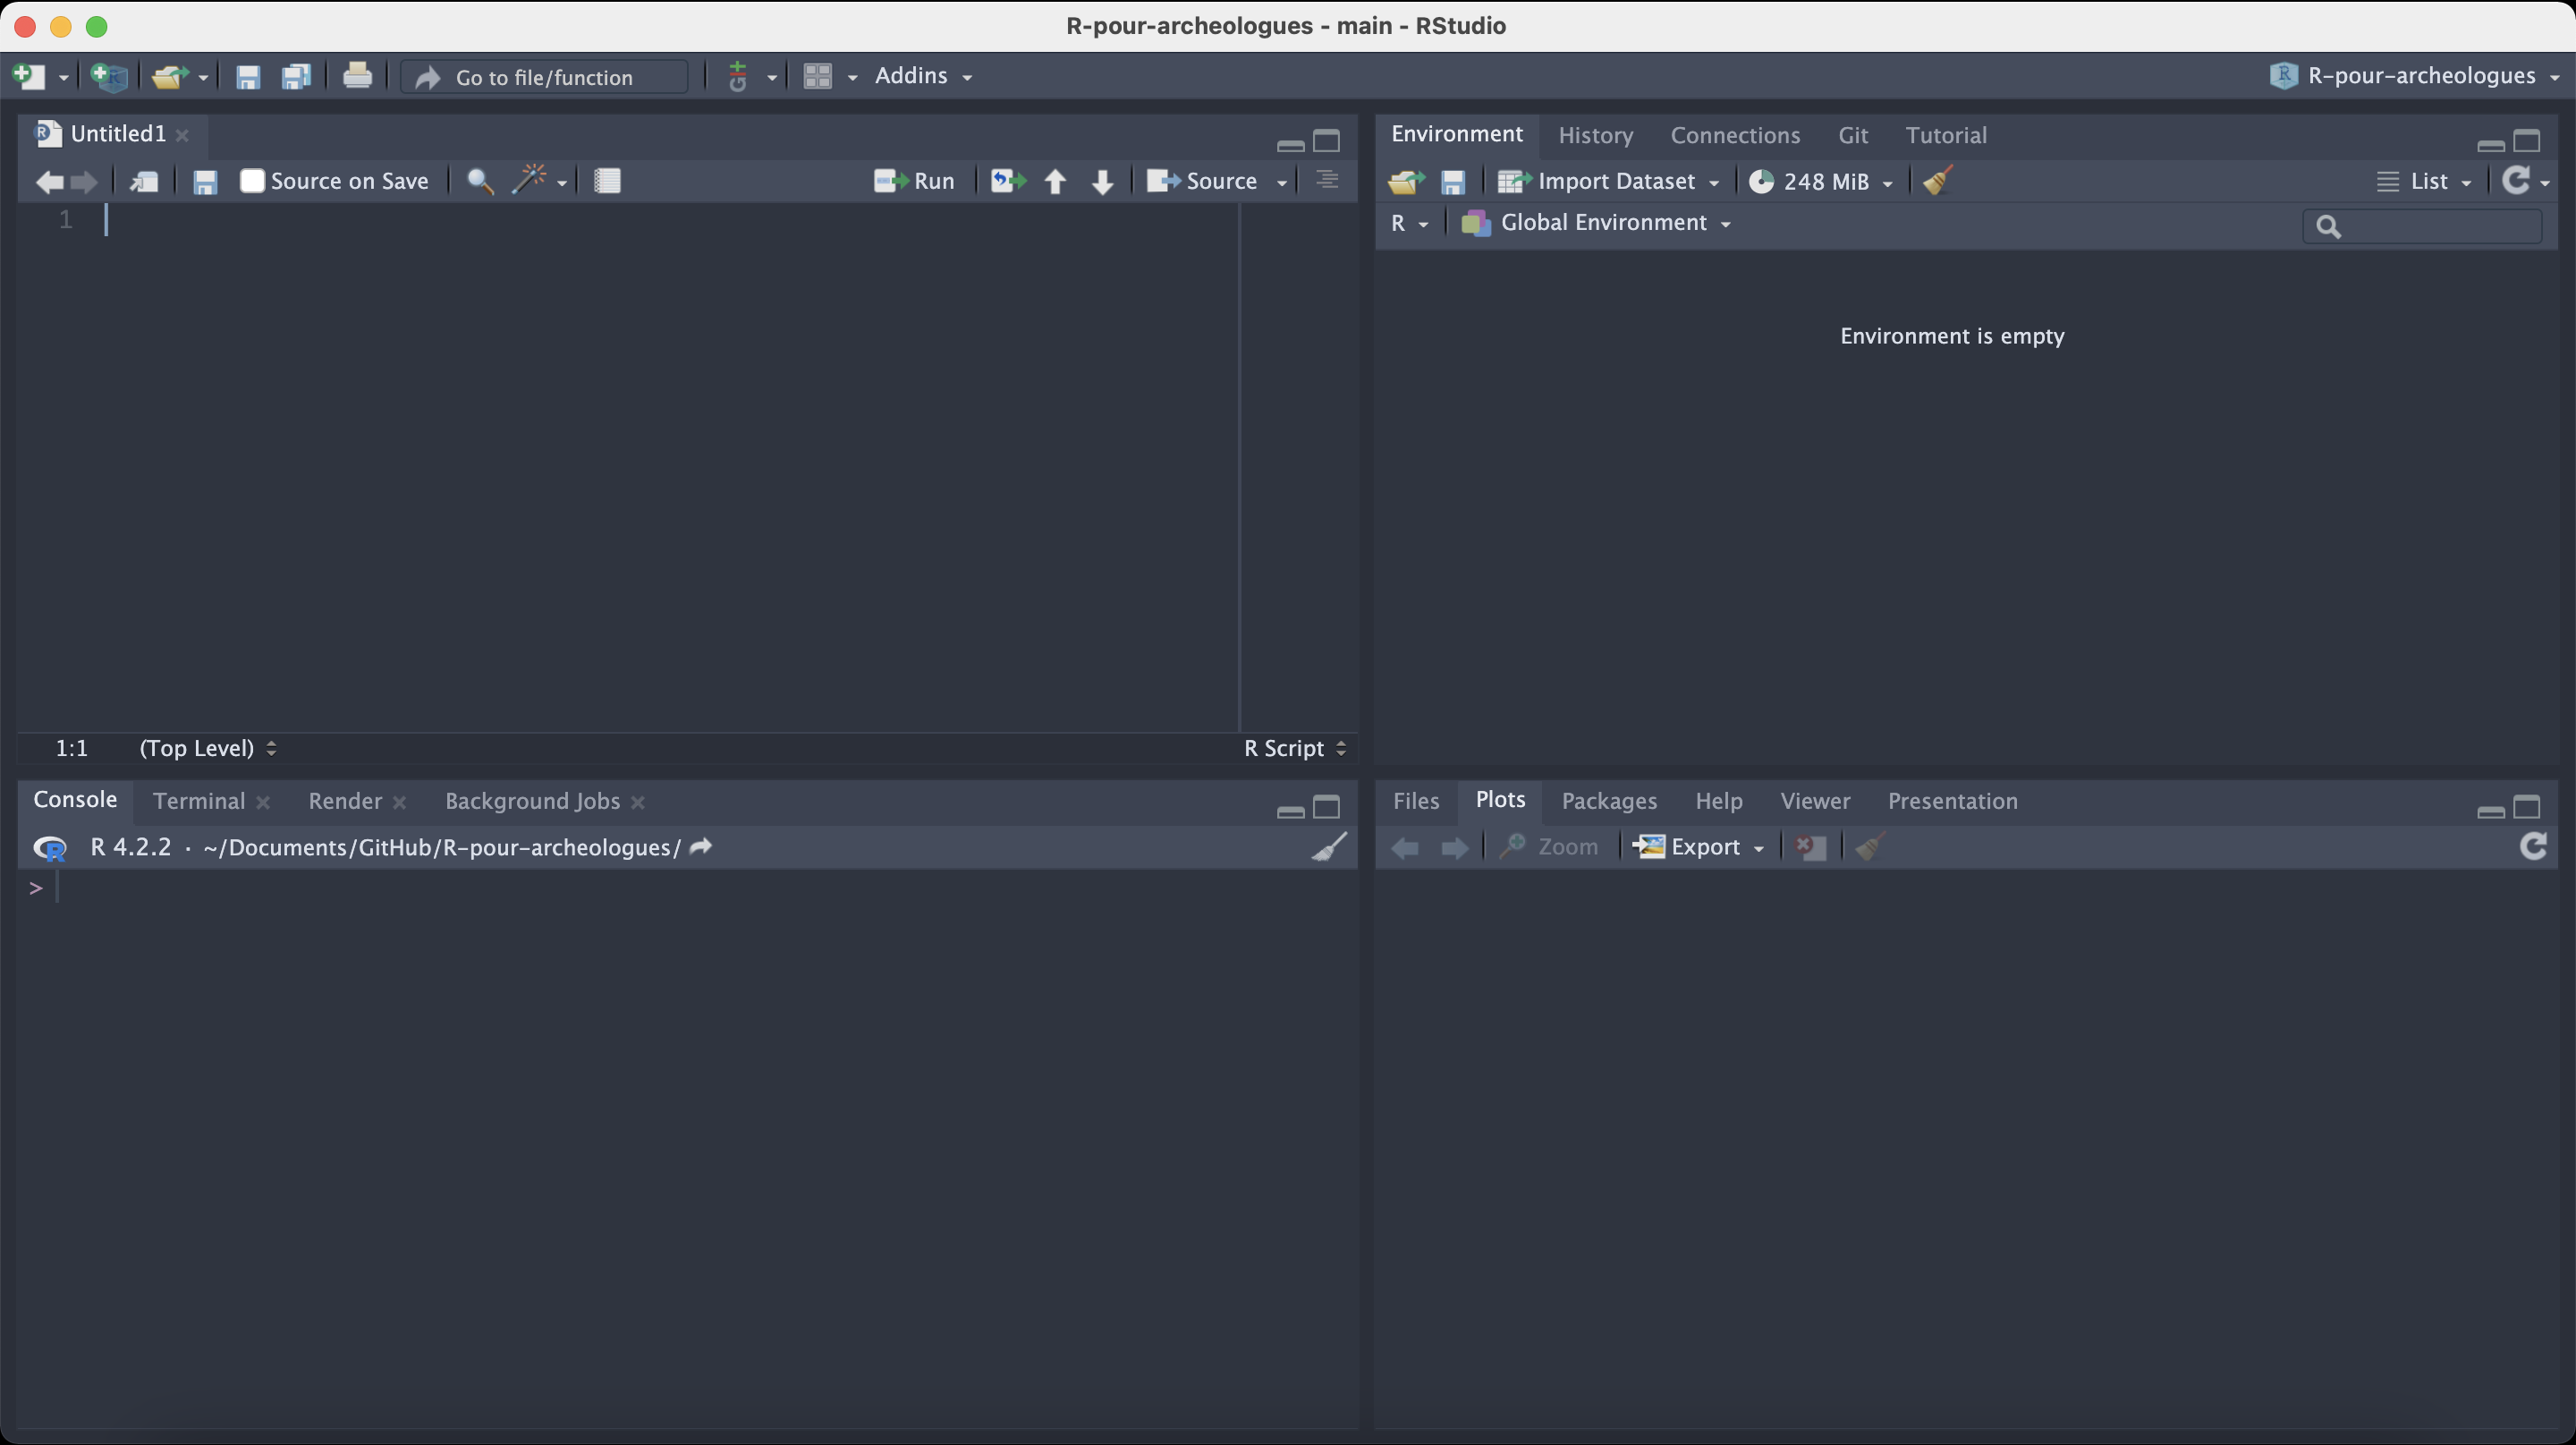 R-pour-archeologues - main - RStudio
Go to file/function
Addins
R-pour-archeologues
Untitled1
Source on Save
Run
Source
1
1:1 (Top Level)
R Script
Environment History Connections Git Tutorial
Import Dataset
248 MiB
List
R
Global Environment
Environment is empty
Console Terminal Render Background Jobs
R 4.2.2 · ~/Documents/GitHub/R-pour-archeologues/
>
Files Plots Packages Help Viewer Presentation
Zoom
Export